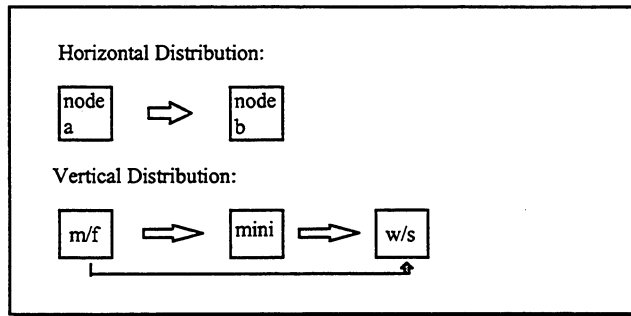 Horizontal Distribution:
node node
a b
Vertical Distribution:
m/f mini w/s